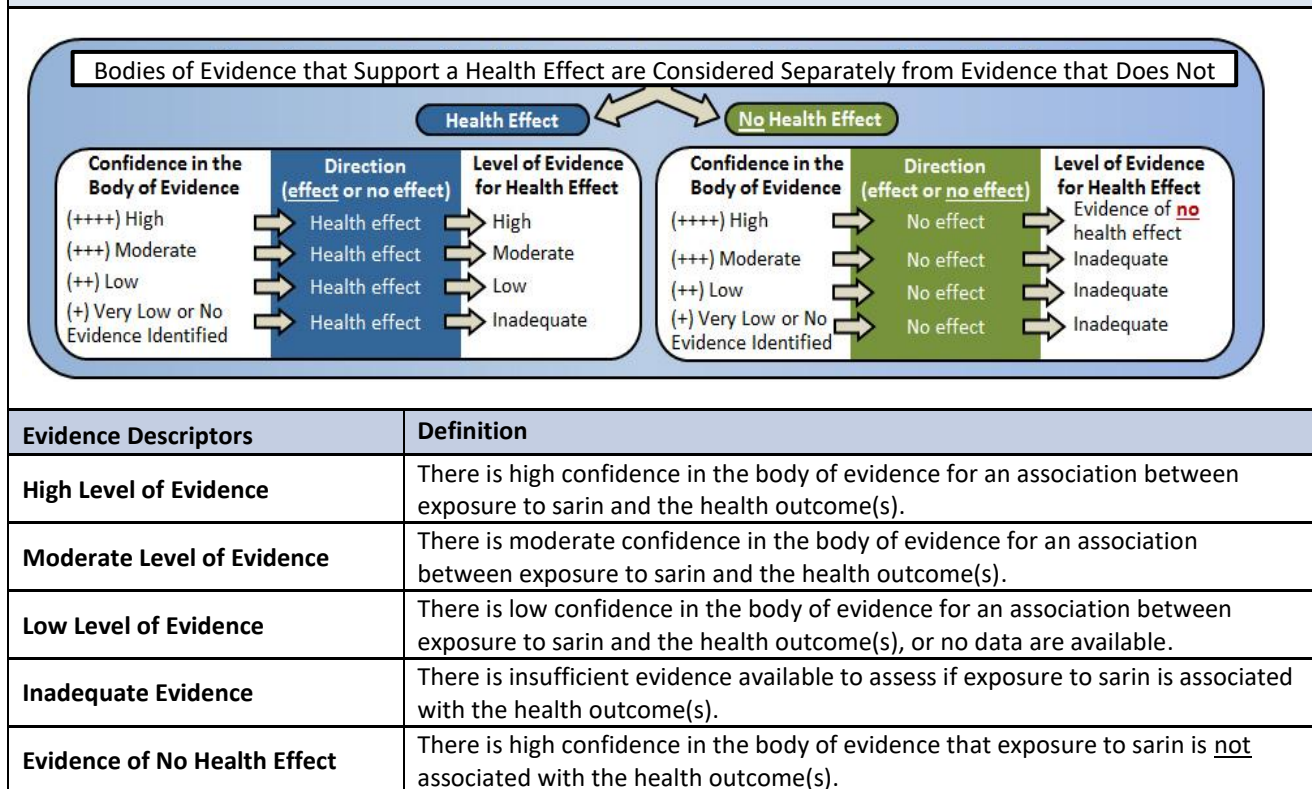 Bodies of Evidence that Support a Health Effect are Considered Separately from Evidence that Does Not
Health Effect
No Health Effect
Confidence in the
Body of Evidence
Direction
(effect or no effect)
Level of Evidence
for Health Effect
(++++) High
Health effect
High
(+++) Moderate
Health effect
Moderate
(++) Low
Health effect
Low
(+) Very Low or No
Evidence Identified
Health effect
Inadequate
Confidence in the
Body of Evidence
Direction
(effect or no effect)
Level of Evidence
for Health Effect
(++++) High
No effect
Evidence of no
health effect
(+++) Moderate
No effect
Inadequate
(++) Low
No effect
Inadequate
(+) Very Low or No
Evidence Identified
No effect
Inadequate
Evidence Descriptors
Definition
High Level of Evidence
There is high confidence in the body of evidence for an association between
exposure to sarin and the health outcome(s).
Moderate Level of Evidence
There is moderate confidence in the body of evidence for an association
between exposure to sarin and the health outcome(s).
Low Level of Evidence
There is low confidence in the body of evidence for an association between
exposure to sarin and the health outcome(s), or no data are available.
Inadequate Evidence
There is insufficient evidence available to assess if exposure to sarin is associated
with the health outcome(s).
Evidence of No Health Effect
There is high confidence in the body of evidence that exposure to sarin is not
associated with the health outcome(s).